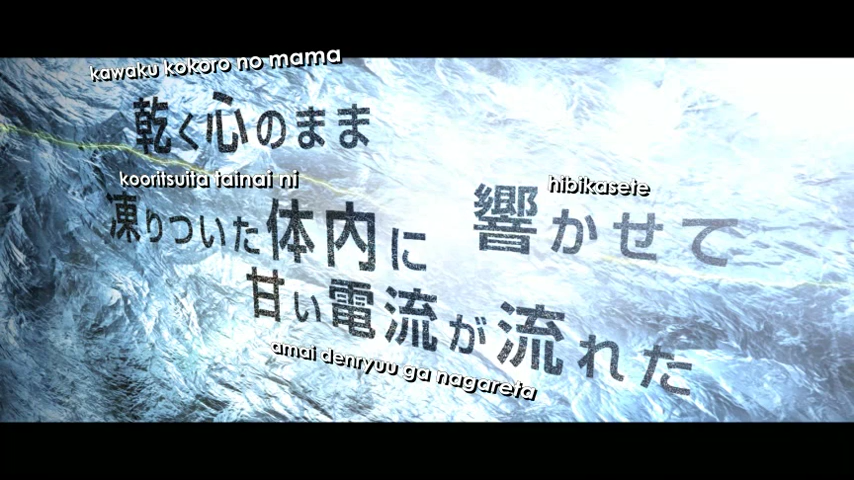 kawaku kokoro no mama
乾く心のまま
kooritsuita tainai ni
凍りついた体内に
hibikasete
響かせて
甘い電流が流れた
amai denryuu ga nagareta